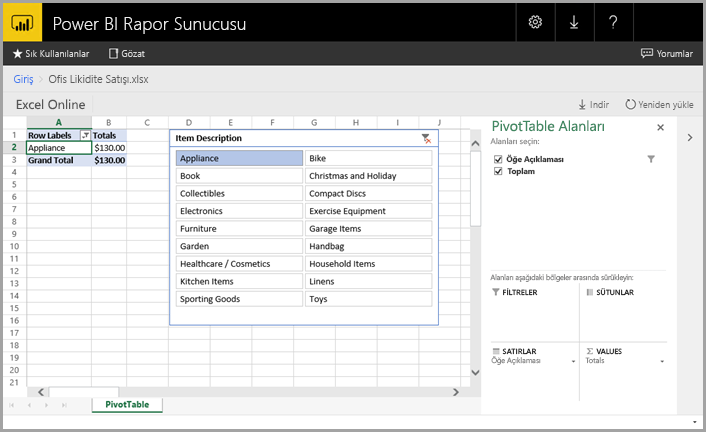 Power BI Rapor Sunucusu
?
Sık Kullanılanlar Gözat Yorumlar
Giriş > Ofis Likidite Satışı.xlsx
Excel Online İndir Yeniden yükle
A B C D E F G H I J
1 Row Labels Totals
2 Appliance $130.00
3 Grand Total $130.00
4
5
6
7
8
9
10
11
12
13
14
15
16
17
18
19
20
21
Item Description
Appliance Bike
Book Christmas and Holiday
Collectibles Compact Discs
Electronics Exercise Equipment
Furniture Garage Items
Garden Handbag
Healthcare / Cosmetics Household Items
Kitchen Items Linens
Sporting Goods Toys
PivotTable Alanları
Alanları seçin:
Öğe Açıklaması
Toplam
Alanları aşağıdaki bölgeler arasında sürükleyin:
FİLTRELER SÜTUNLAR
SATIRLAR VALUES
Öğe Açıklaması Totals
PivotTable